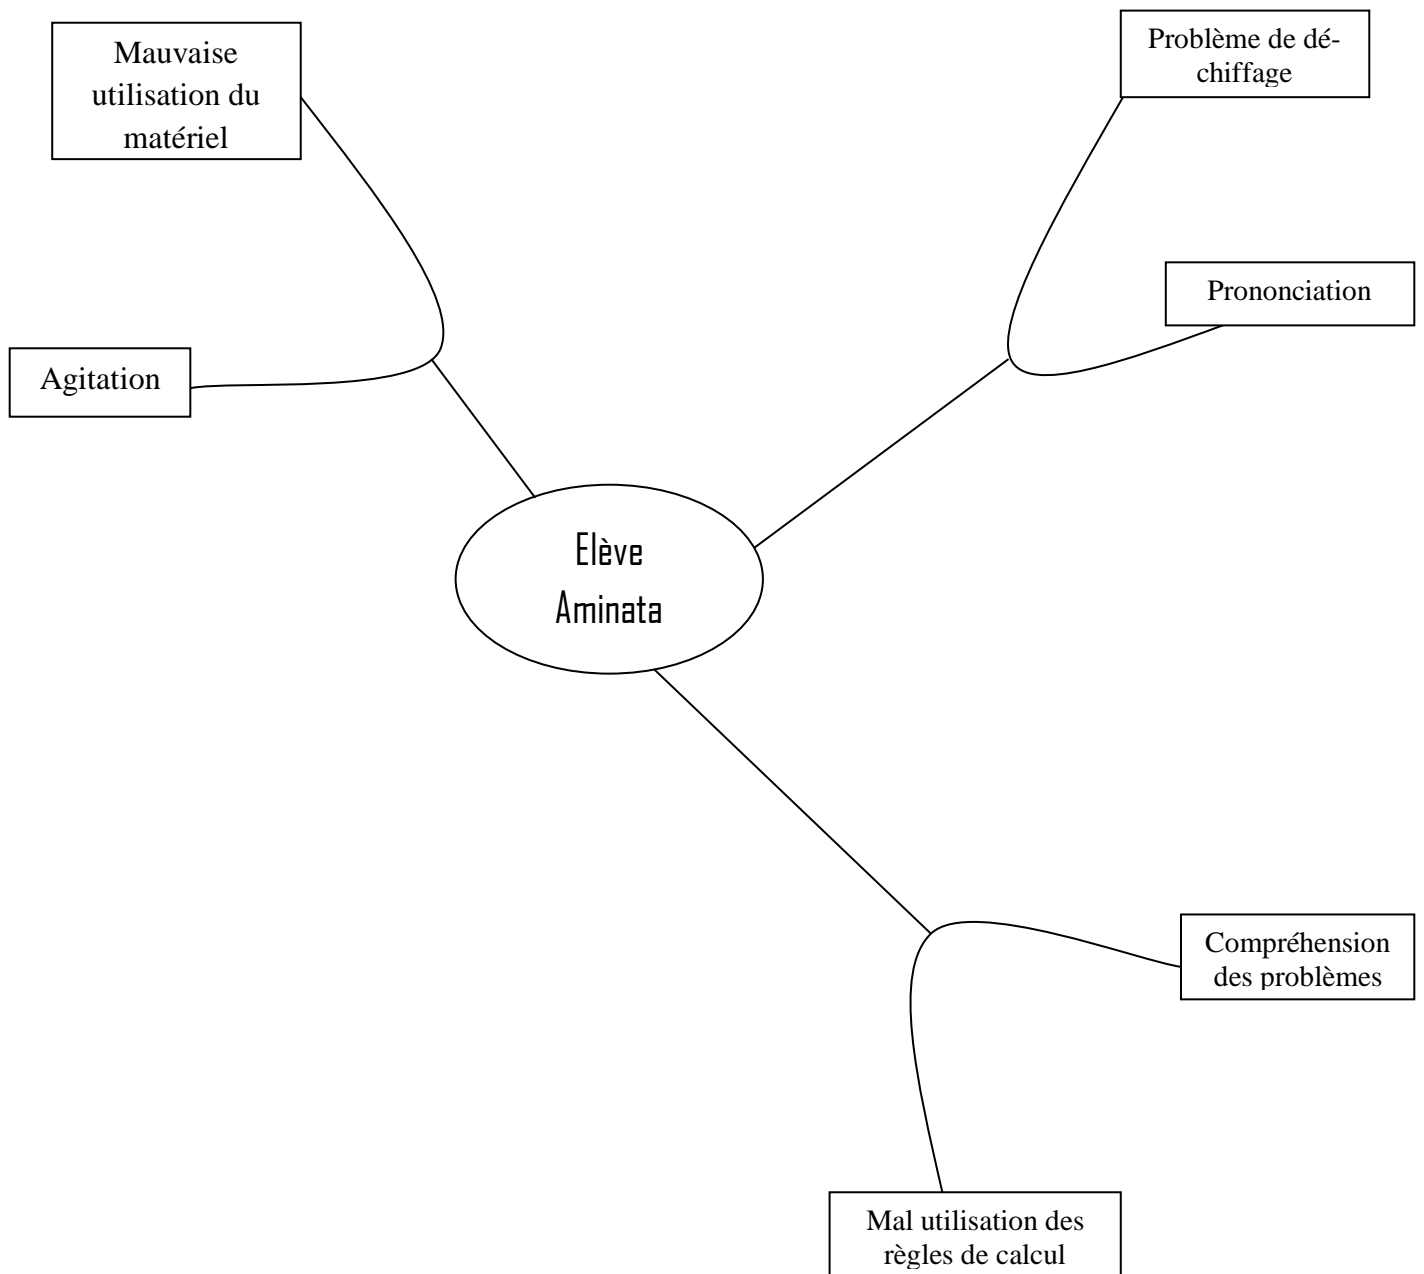 Mauvaise
utilisation du
matériel
Problème de dé-
chiffage
Prononciation
Agitation
Elève
Aminata
Compréhension
des problèmes
Mal utilisation des
règles de calcul